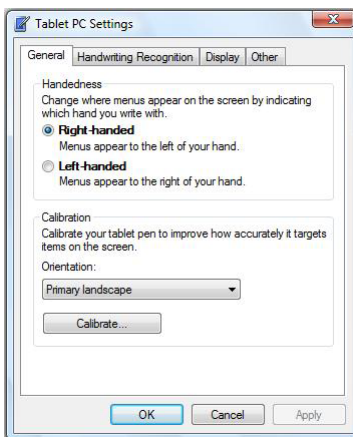 Tablet PC Settings
General
Handwriting Recognition
Display
Other
Handedness
Change where menus appear on the screen by indicating
which hand you write with.
Right-handed
Menus appear to the left of your hand.
Left-handed
Menus appear to the right of your hand.
Calibration
Calibrate your tablet pen to improve how accurately it targets
items on the screen.
Orientation:
Primary landscape
Calibrate...
OK
Cancel
Apply